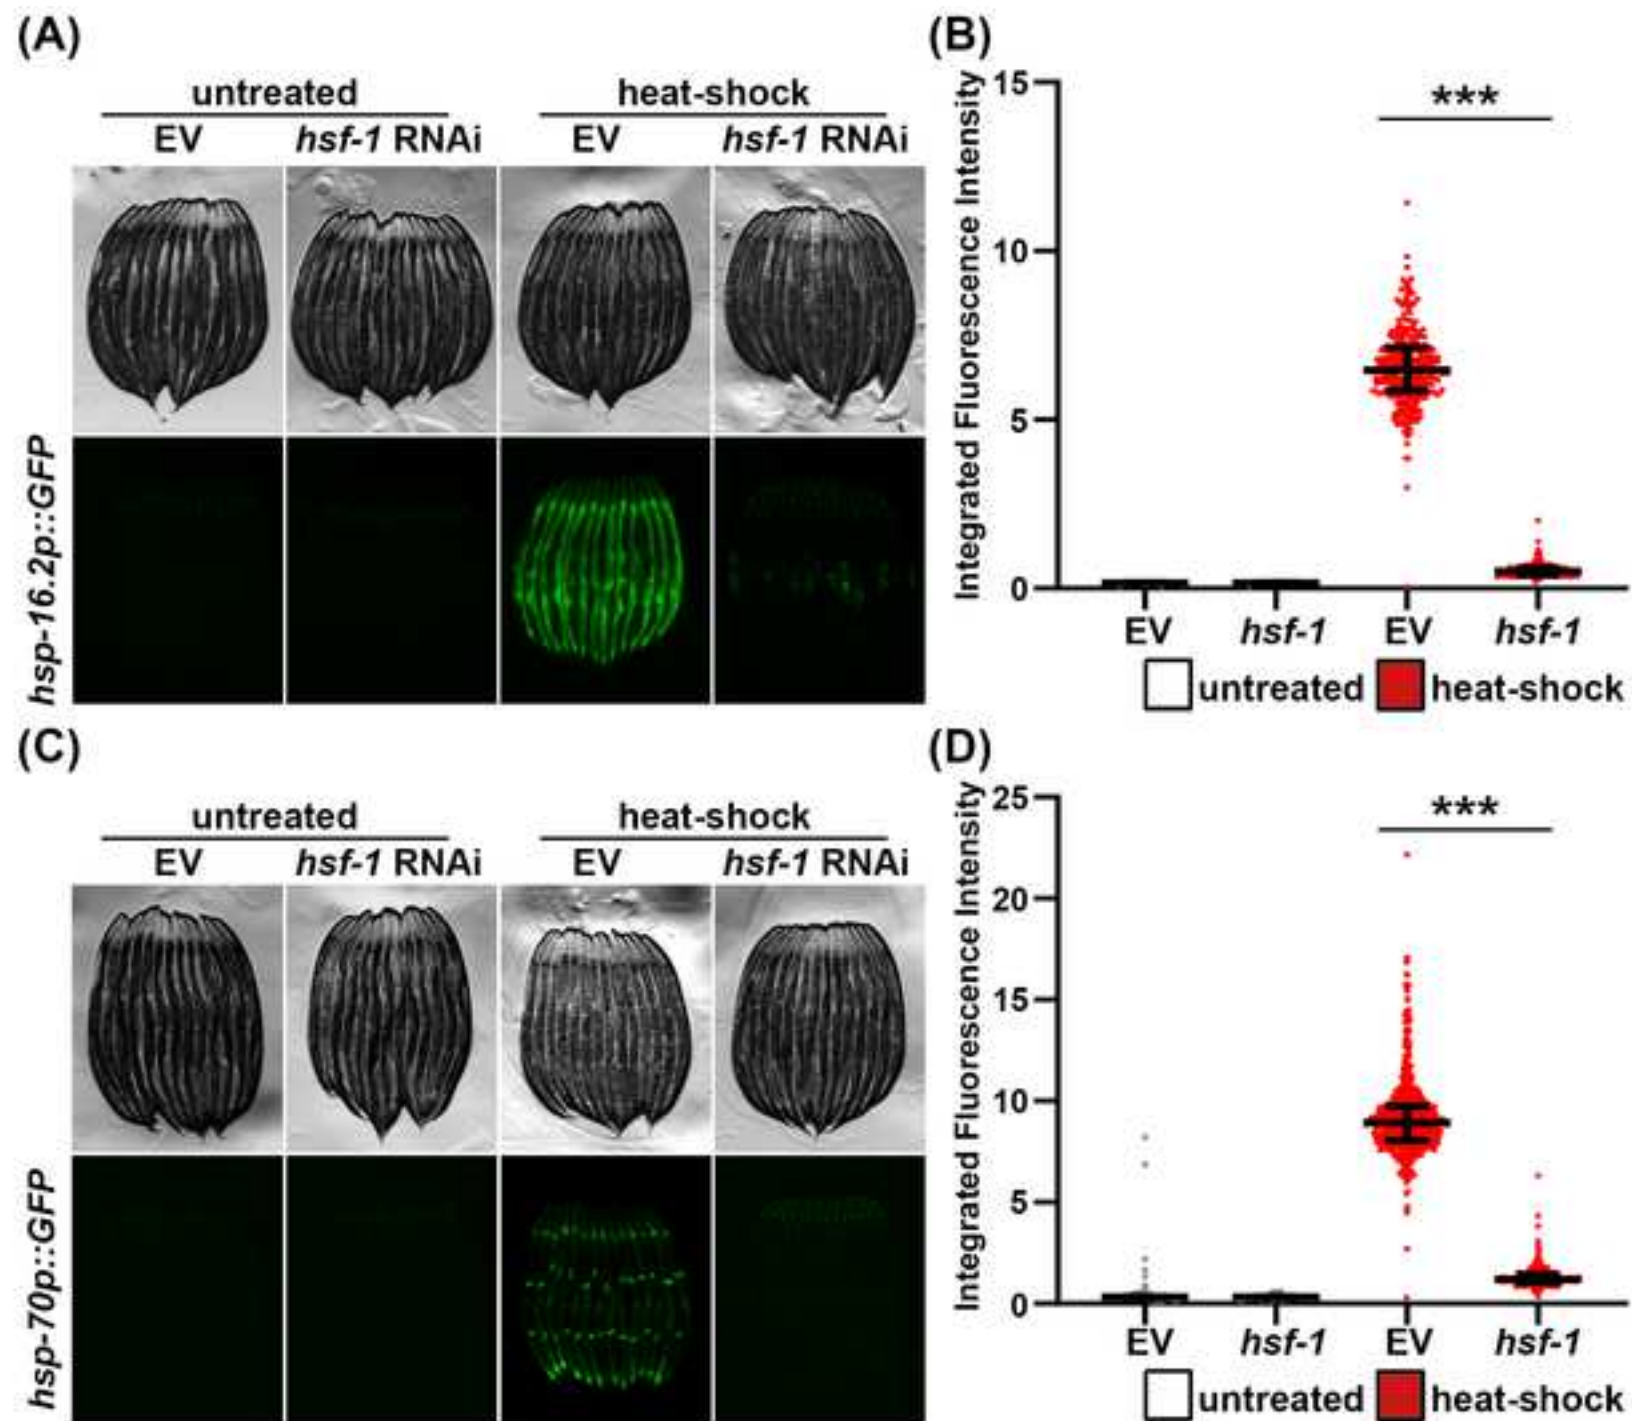 (A)
untreated heat-shock
EV hsf-1 RNAi EV hsf-1 RNAi
hsp-16.2p::GFP
(B)
Integrated Fluorescence Intensity
15
10
5
0
***
EV hsf-1 EV hsf-1
untreated heat-shock
(C)
untreated heat-shock
EV hsf-1 RNAi EV hsf-1 RNAi
hsp-70p::GFP
(D)
Integrated Fluorescence Intensity
25
20
15
10
5
0
***
EV hsf-1 EV hsf-1
untreated heat-shock